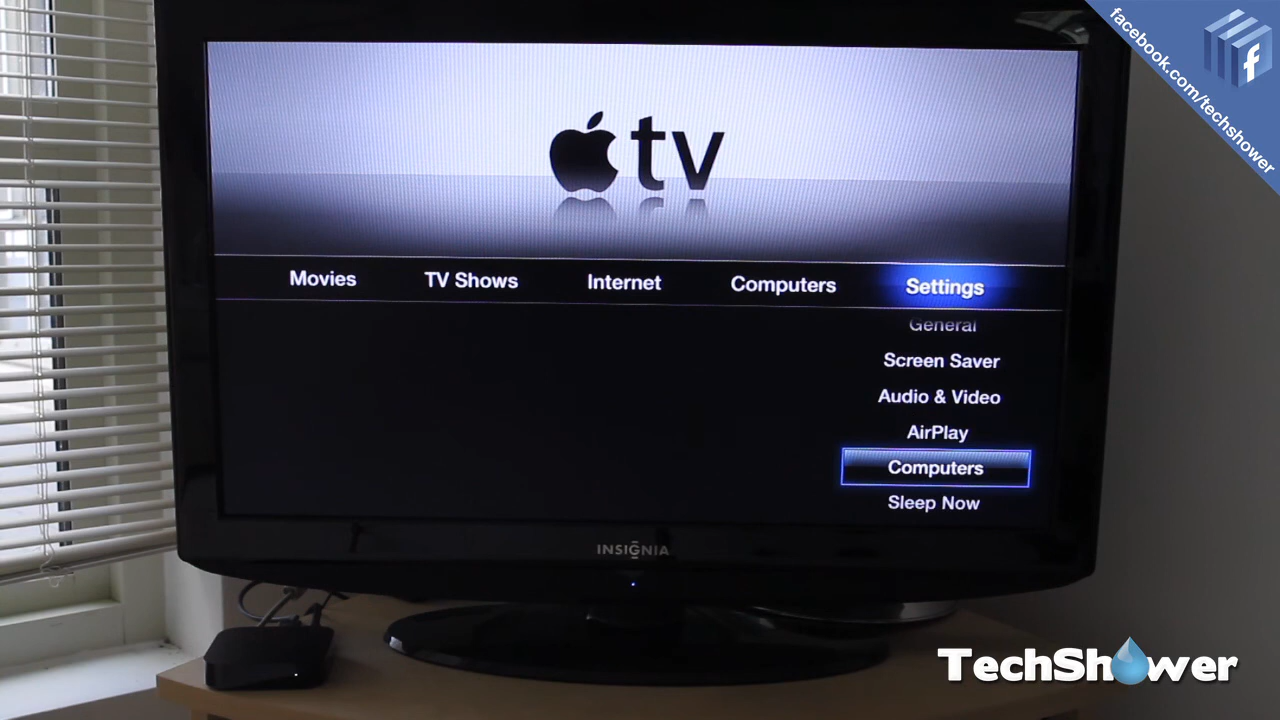 facebook.com/techshower
f
tv
Movies TV Shows Internet Computers Settings
General
Screen Saver
Audio & Video
AirPlay
Computers
Sleep Now
INSIGNIA
TechShower